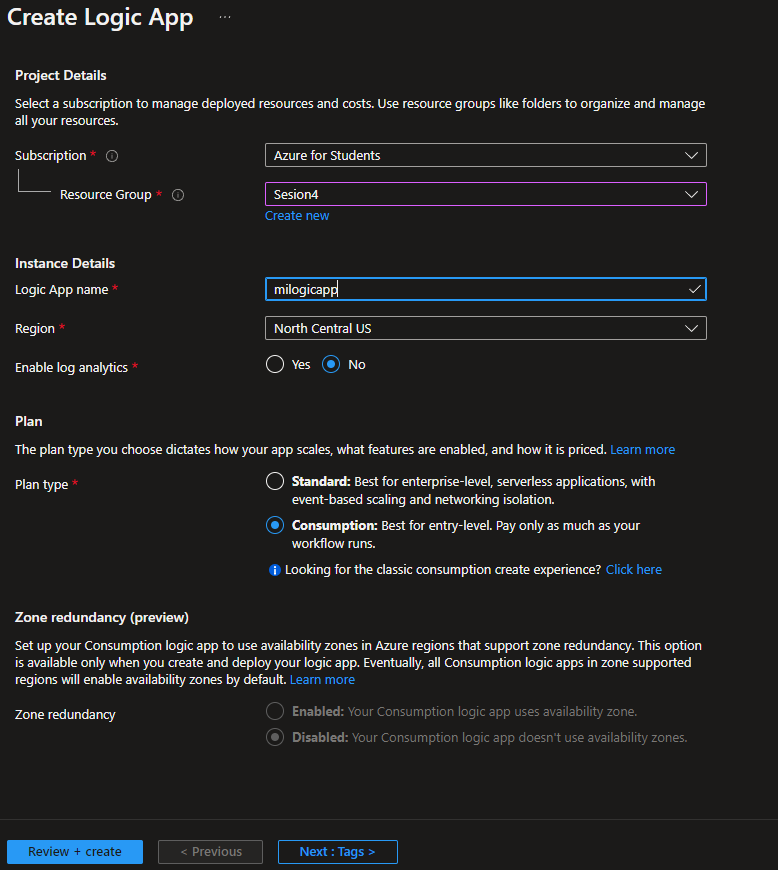 Create Logic App ...
Project Details
Select a subscription to manage deployed resources and costs. Use resource groups like folders to organize and manage
all your resources.
Subscription * Azure for Students
Resource Group * Sesion4
Create new
Instance Details
Logic App name * milogicapp
Region * North Central US
Enable log analytics * Yes No
Plan
The plan type you choose dictates how your app scales, what features are enabled, and how it is priced. Learn more
Plan type * Standard: Best for enterprise-level, serverless applications, with
event-based scaling and networking isolation.
Consumption: Best for entry-level. Pay only as much as your
workflow runs.
Looking for the classic consumption create experience? Click here
Zone redundancy (preview)
Set up your Consumption logic app to use availability zones in Azure regions that support zone redundancy. This option
is available only when you create and deploy your logic app. Eventually, all Consumption logic apps in zone supported
regions will enable availability zones by default. Learn more
Zone redundancy Enabled: Your Consumption logic app uses availability zone.
Disabled: Your Consumption logic app doesn't use availability zones.
Review + create < Previous Next : Tags >